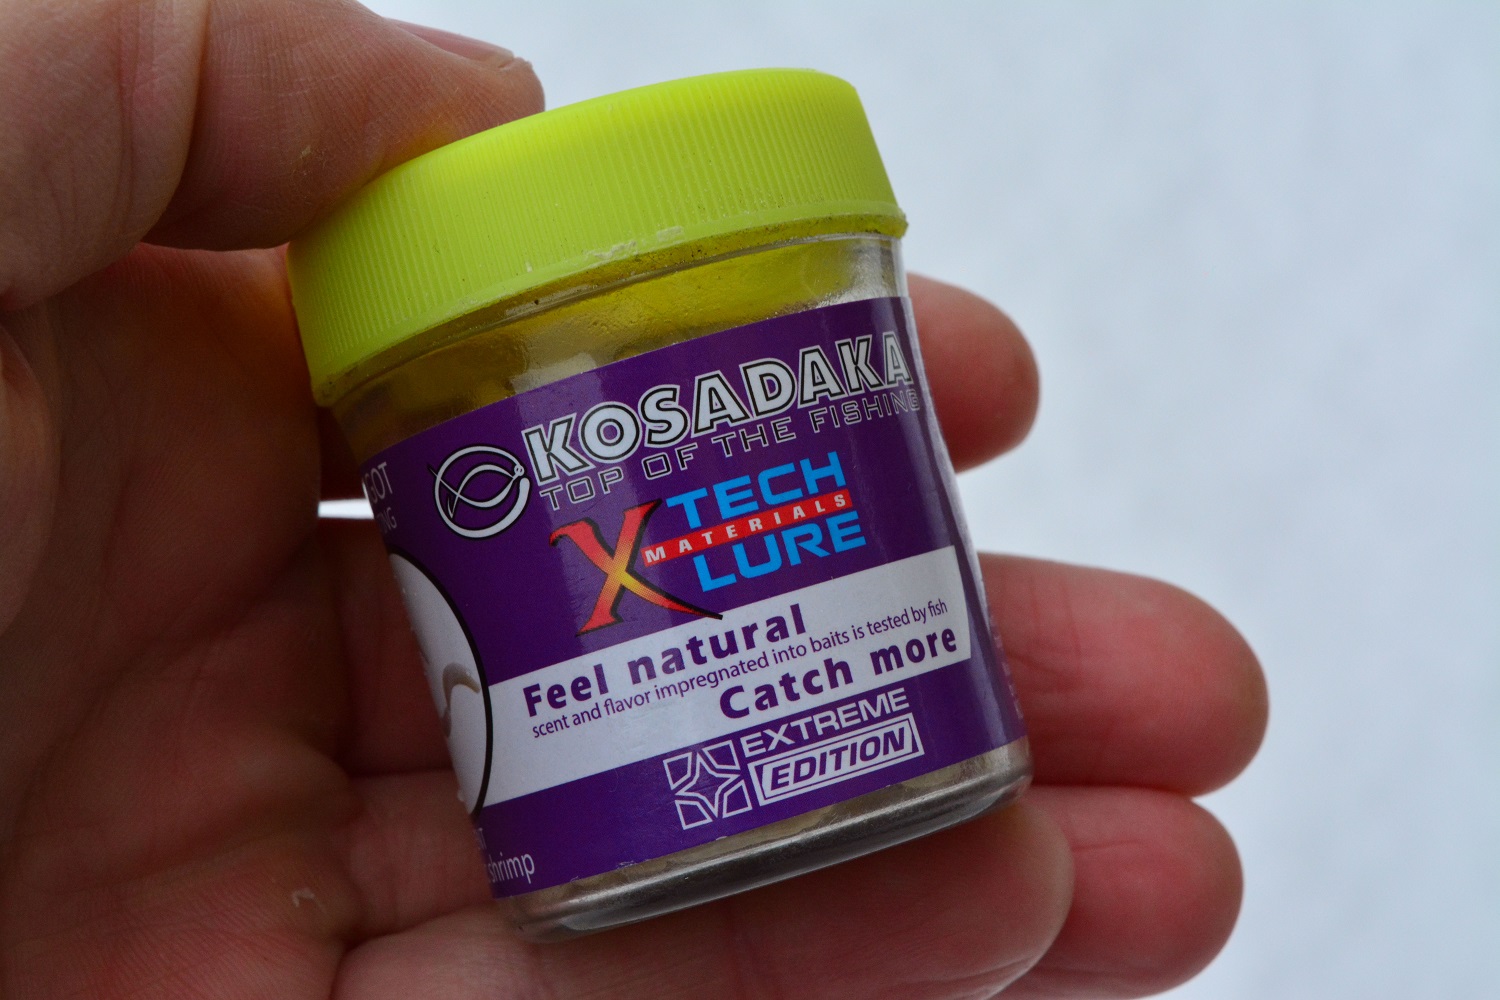 KOSADAKA
TOP OF THE FISHING
X TECH
MATERIALS
LURE
Feel natural
scent and flavor impregnated into baits is tested by fish
Catch more
EXTREME
EDITION
shrimp